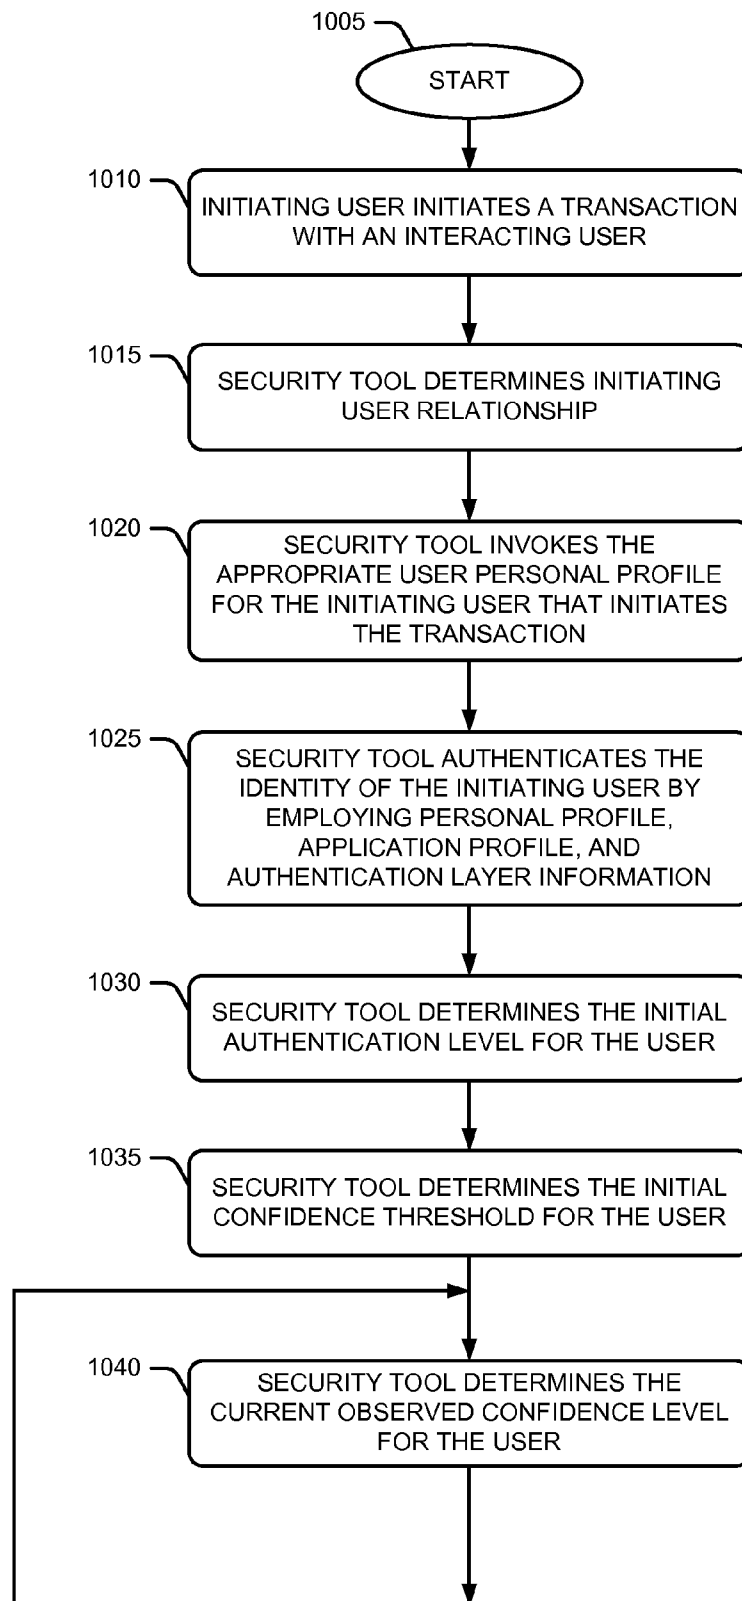 1005
START
1010
INITIATING USER INITIATES A TRANSACTION
WITH AN INTERACTING USER
1015
SECURITY TOOL DETERMINES INITIATING
USER RELATIONSHIP
1020
SECURITY TOOL INVOKES THE
APPROPRIATE USER PERSONAL PROFILE
FOR THE INITIATING USER THAT INITIATES
THE TRANSACTION
1025
SECURITY TOOL AUTHENTICATES THE
IDENTITY OF THE INITIATING USER BY
EMPLOYING PERSONAL PROFILE,
APPLICATION PROFILE, AND
AUTHENTICATION LAYER INFORMATION
1030
SECURITY TOOL DETERMINES THE INITIAL
AUTHENTICATION LEVEL FOR THE USER
1035
SECURITY TOOL DETERMINES THE INITIAL
CONFIDENCE THRESHOLD FOR THE USER
1040
SECURITY TOOL DETERMINES THE
CURRENT OBSERVED CONFIDENCE LEVEL
FOR THE USER